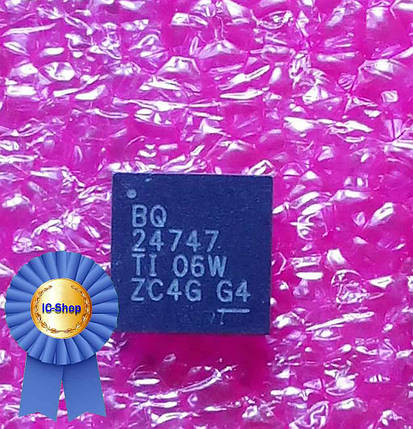 BQ
24747
TI 06W
ZC4G G4
IC-Shop